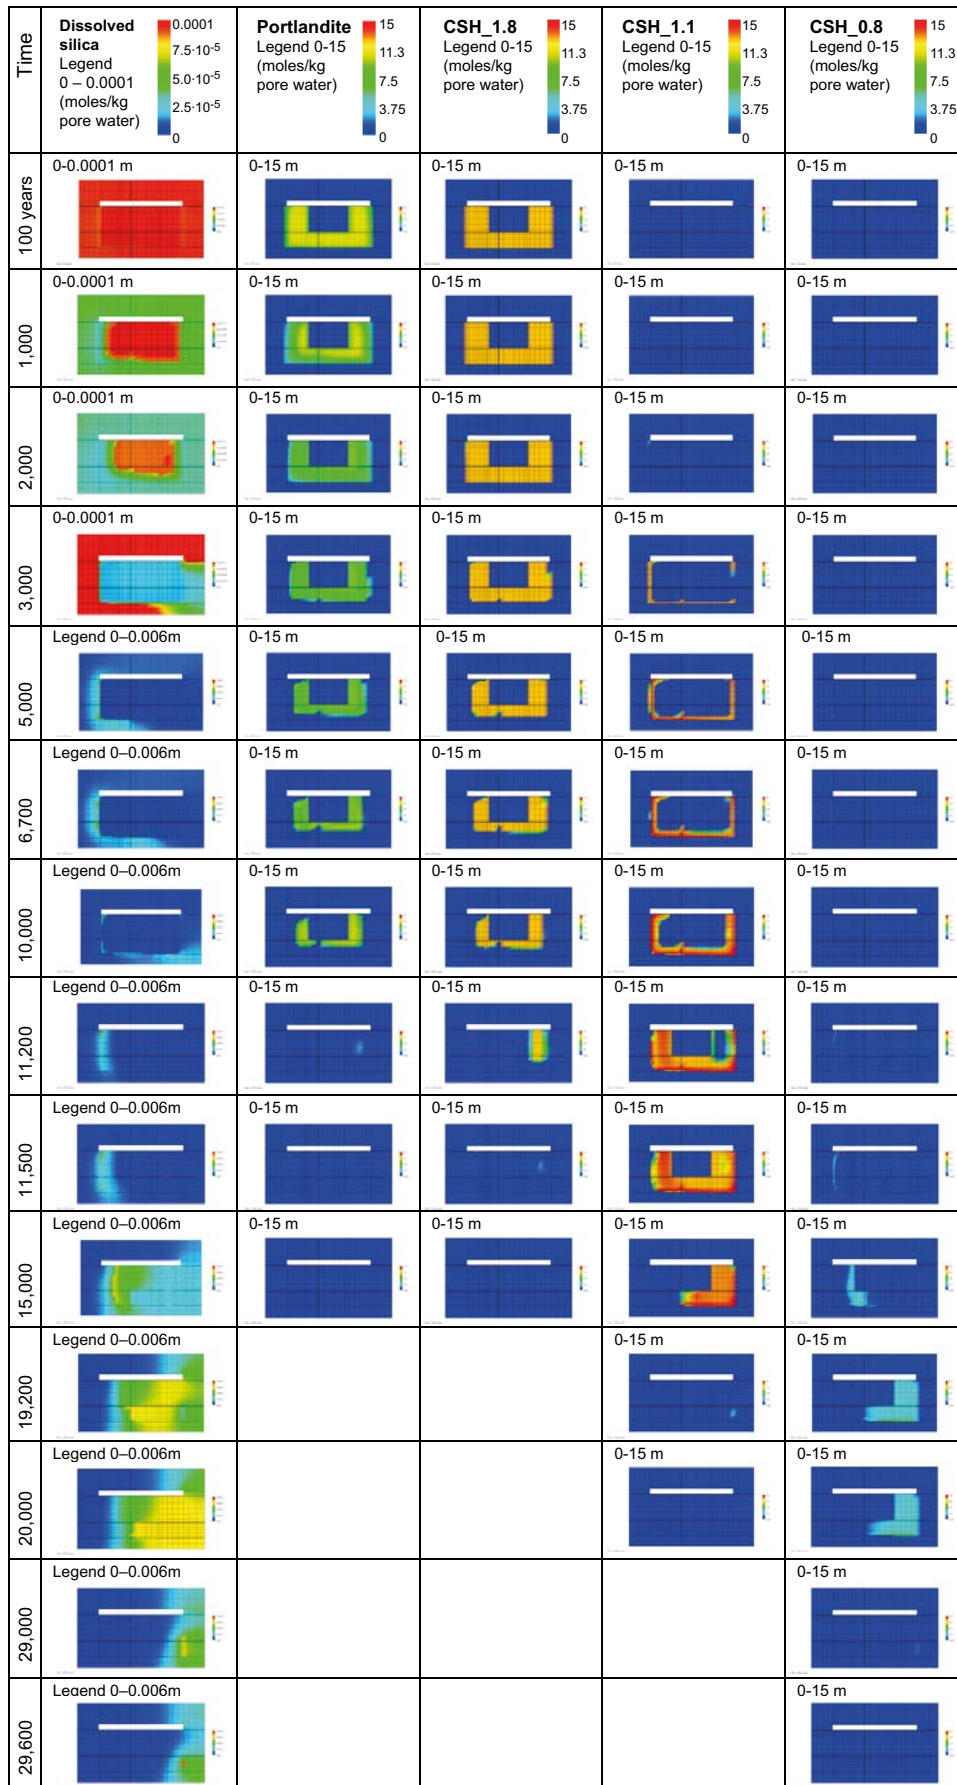 Time
Dissolved
silica
Legend
0 – 0.0001
(moles/kg
pore water)
0.0001
7.5·10-5
5.0·10-5
2.5·10-5
0
Portlandite
Legend 0-15
(moles/kg
pore water)
15
11.3
7.5
3.75
0
CSH_1.8
Legend 0-15
(moles/kg
pore water)
15
11.3
7.5
3.75
0
CSH_1.1
Legend 0-15
(moles/kg
pore water)
15
11.3
7.5
3.75
0
CSH_0.8
Legend 0-15
(moles/kg
pore water)
15
11.3
7.5
3.75
0
100 years
0-0.0001 m
0-15 m
0-15 m
0-15 m
0-15 m
1,000
0-0.0001 m
0-15 m
0-15 m
0-15 m
0-15 m
2,000
0-0.0001 m
0-15 m
0-15 m
0-15 m
0-15 m
3,000
0-0.0001 m
0-15 m
0-15 m
0-15 m
0-15 m
5,000
Legend 0–0.006m
0-15 m
0-15 m
0-15 m
0-15 m
6,700
Legend 0–0.006m
0-15 m
0-15 m
0-15 m
0-15 m
10,000
Legend 0–0.006m
0-15 m
0-15 m
0-15 m
0-15 m
11,200
Legend 0–0.006m
0-15 m
0-15 m
0-15 m
0-15 m
11,500
Legend 0–0.006m
0-15 m
0-15 m
0-15 m
0-15 m
15,000
Legend 0–0.006m
0-15 m
0-15 m
0-15 m
0-15 m
19,200
Legend 0–0.006m
0-15 m
0-15 m
20,000
Legend 0–0.006m
0-15 m
0-15 m
29,000
Legend 0–0.006m
0-15 m
29,600
Legend 0–0.006m
0-15 m